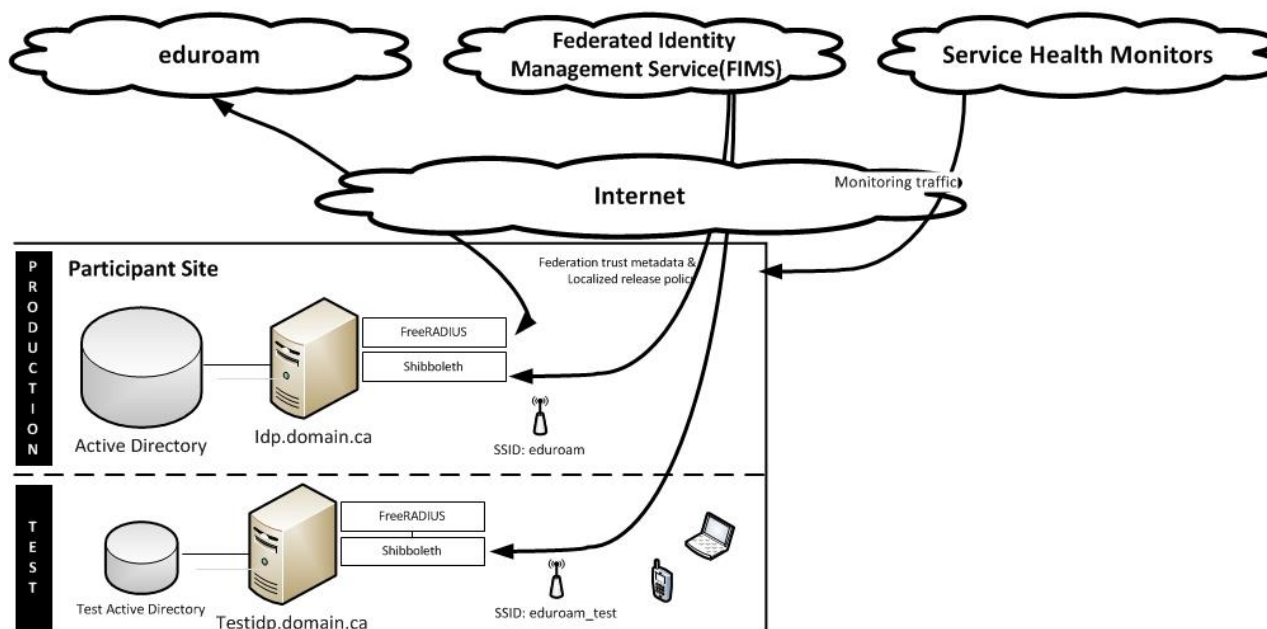 eduroam
Federated Identity
Management Service(FIMS)
Service Health Monitors
Internet
Monitoring traffic
PRODUCTION
Participant Site
Federation trust metadata &
Localized release policy
FreeRADIUS
Shibboleth
Active Directory
Idp.domain.ca
SSID: eduroam
TEST
FreeRADIUS
Shibboleth
Test Active Directory
Testidp.domain.ca
SSID: eduroam_test